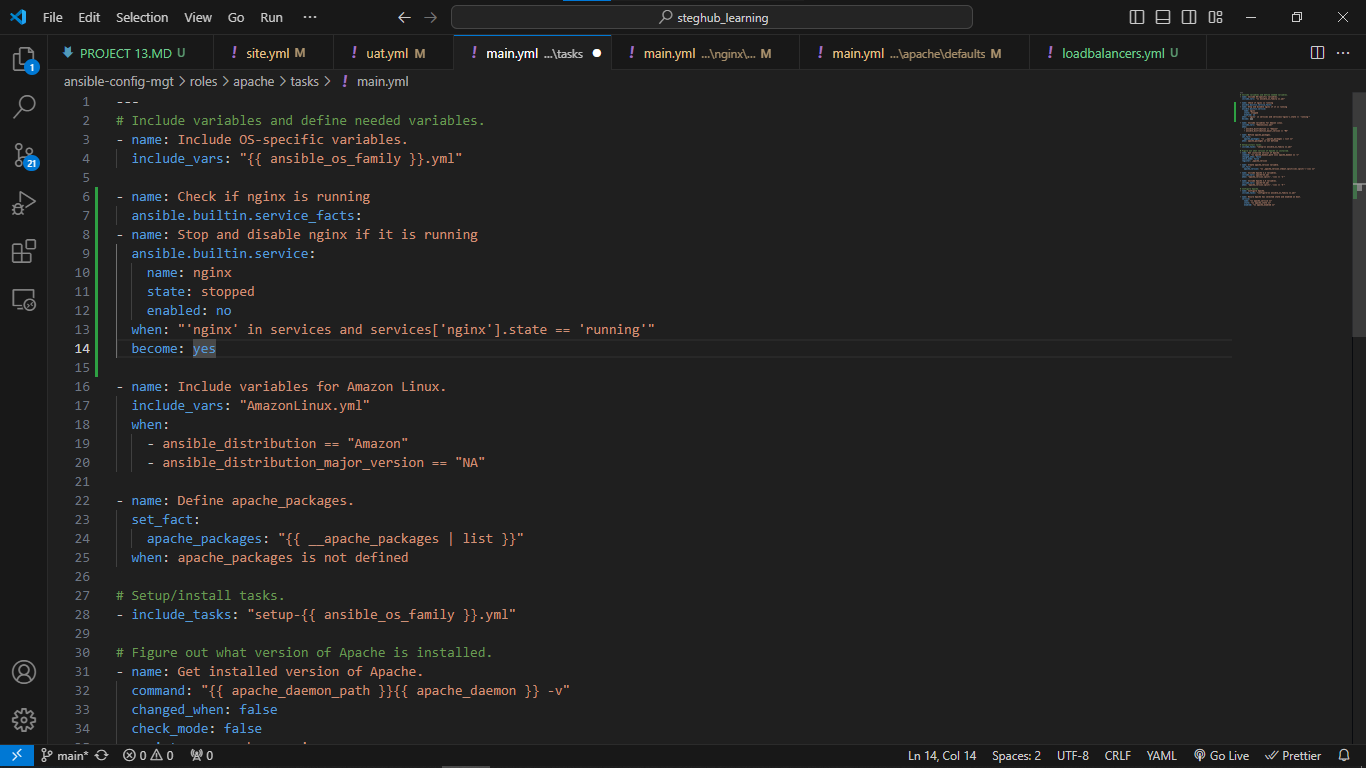 File Edit Selection View Go Run ··· steghub_learning
1
21
PROJECT 13.MD U
! site.yml M
! uat.yml M
! main.yml ...\tasks
! main.yml ...\nginx\... M
! main.yml ...\apache\defaults M
! loadbalancers.yml U
ansible-config-mgt > roles > apache > tasks > ! main.yml
1 ---
2 # Include variables and define needed variables.
3 - name: Include OS-specific variables.
4   include_vars: "{{ ansible_os_family }}.yml"
5
6 - name: Check if nginx is running
7   ansible.builtin.service_facts:
8 - name: Stop and disable nginx if it is running
9   ansible.builtin.service:
10     name: nginx
11     state: stopped
12     enabled: no
13   when: "'nginx' in services and services['nginx'].state == 'running'"
14   become: yes
15
16 - name: Include variables for Amazon Linux.
17   include_vars: "AmazonLinux.yml"
18   when:
19     - ansible_distribution == "Amazon"
20     - ansible_distribution_major_version == "NA"
21
22 - name: Define apache_packages.
23   set_fact:
24     apache_packages: "{{ __apache_packages | list }}"
25   when: apache_packages is not defined
26
27 # Setup/install tasks.
28 - include_tasks: "setup-{{ ansible_os_family }}.yml"
29
30 # Figure out what version of Apache is installed.
31 - name: Get installed version of Apache.
32   command: "{{ apache_daemon_path }}{{ apache_daemon }} -v"
33   changed_when: false
34   check_mode: false
main* 0 0 0 Ln 14, Col 14 Spaces: 2 UTF-8 CRLF YAML Go Live Prettier